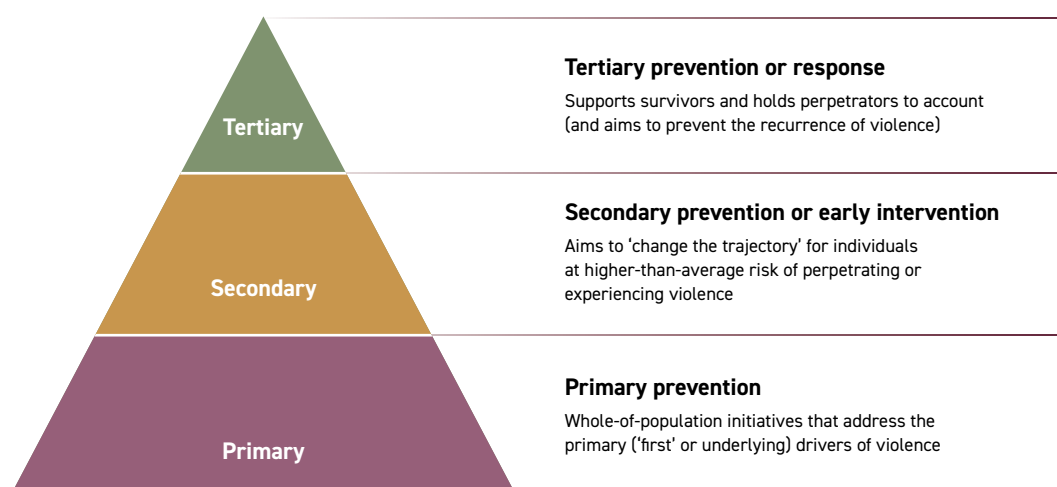 Tertiary
Tertiary prevention or response
Supports survivors and holds perpetrators to account
(and aims to prevent the recurrence of violence)
Secondary
Secondary prevention or early intervention
Aims to ‘change the trajectory’ for individuals
at higher-than-average risk of perpetrating or
experiencing violence
Primary
Primary prevention
Whole-of-population initiatives that address the
primary (‘first’ or underlying) drivers of violence